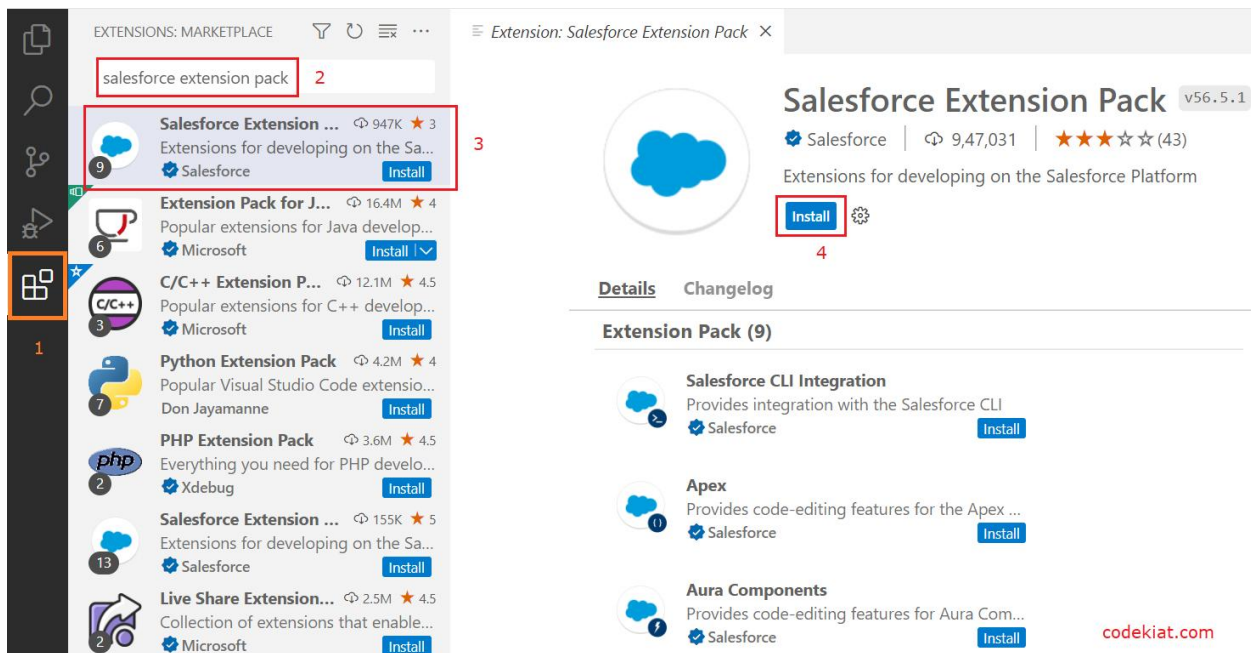 EXTENSIONS: MARKETPLACE
salesforce extension pack
2
Salesforce Extension ... 947K ★ 3
Extensions for developing on the Sa...
Salesforce
Install
9
3
Extension Pack for J... 16.4M ★ 4
Popular extensions for Java develop...
Microsoft
Install
6
C/C++ Extension P... 12.1M ★ 4.5
Popular extensions for C++ develop...
Microsoft
Install
C/C++
3
Python Extension Pack 4.2M ★ 4
Popular Visual Studio Code extensio...
Don Jayamanne
Install
7
PHP Extension Pack 3.6M ★ 4.5
Everything you need for PHP develo...
Xdebug
Install
php
2
Salesforce Extension ... 155K ★ 5
Extensions for developing on the Sa...
Salesforce
Install
13
Live Share Extension... 2.5M ★ 4.5
Collection of extensions that enable...
Microsoft
Install
2
1
Extension: Salesforce Extension Pack
Salesforce Extension Pack v56.5.1
Salesforce | 9,47,031 | ★★★☆☆(43)
Extensions for developing on the Salesforce Platform
Install
4
Details Changelog
Extension Pack (9)
Salesforce CLI Integration
Provides integration with the Salesforce CLI
Salesforce
Install
Apex
Provides code-editing features for the Apex ...
Salesforce
Install
Aura Components
Provides code-editing features for Aura Com...
Salesforce
Install
codekiat.com